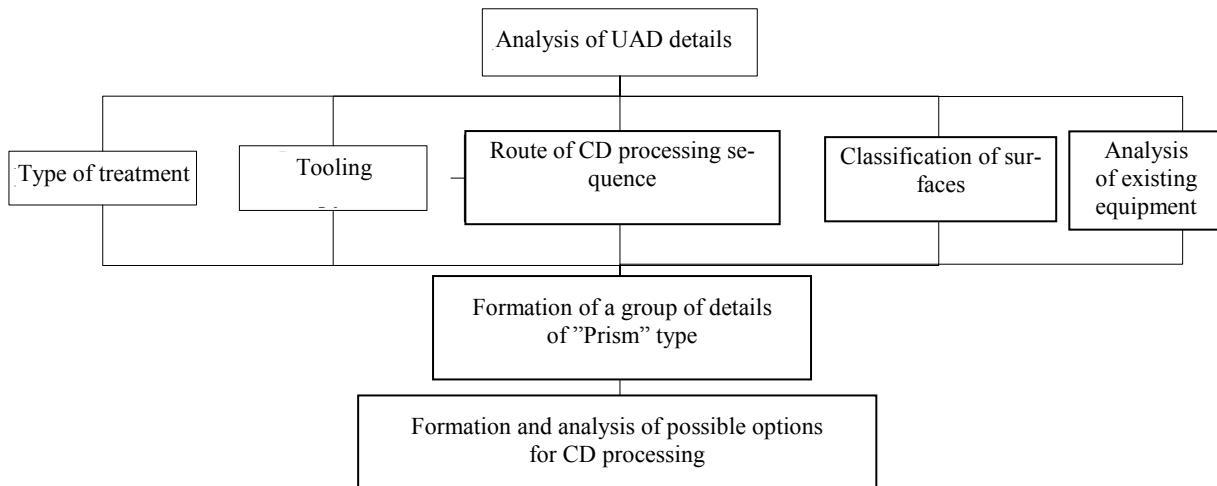 Analysis of UAD details
Type of treatment
Tooling
Route of CD processing se-
quence
Classification of sur-
faces
Analysis
of existing
equipment
Formation of a group of details
of ”Prism” type
Formation and analysis of possible options
for CD processing